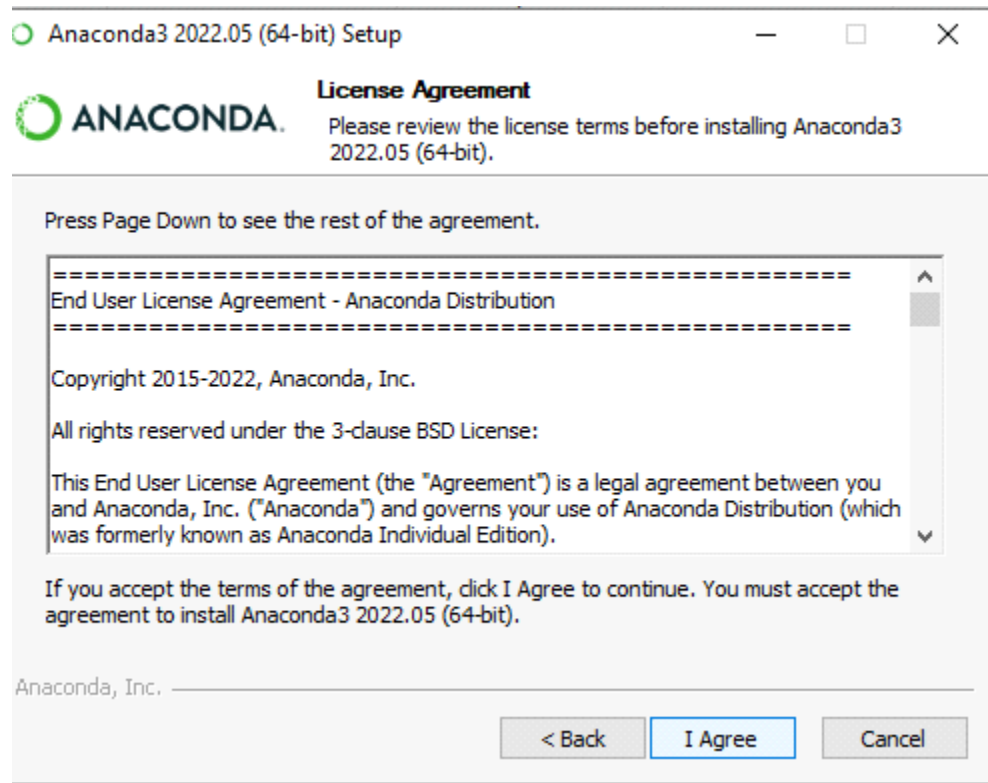 Anaconda3 2022.05 (64-bit) Setup
ANACONDA.
License Agreement
Please review the license terms before installing Anaconda3
2022.05 (64-bit).
Press Page Down to see the rest of the agreement.
==================================================
End User License Agreement - Anaconda Distribution
==================================================
Copyright 2015-2022, Anaconda, Inc.
All rights reserved under the 3-clause BSD License:
This End User License Agreement (the "Agreement") is a legal agreement between you
and Anaconda, Inc. ("Anaconda") and governs your use of Anaconda Distribution (which
was formerly known as Anaconda Individual Edition).
If you accept the terms of the agreement, click I Agree to continue. You must accept the
agreement to install Anaconda3 2022.05 (64-bit).
Anaconda, Inc.
< Back I Agree Cancel